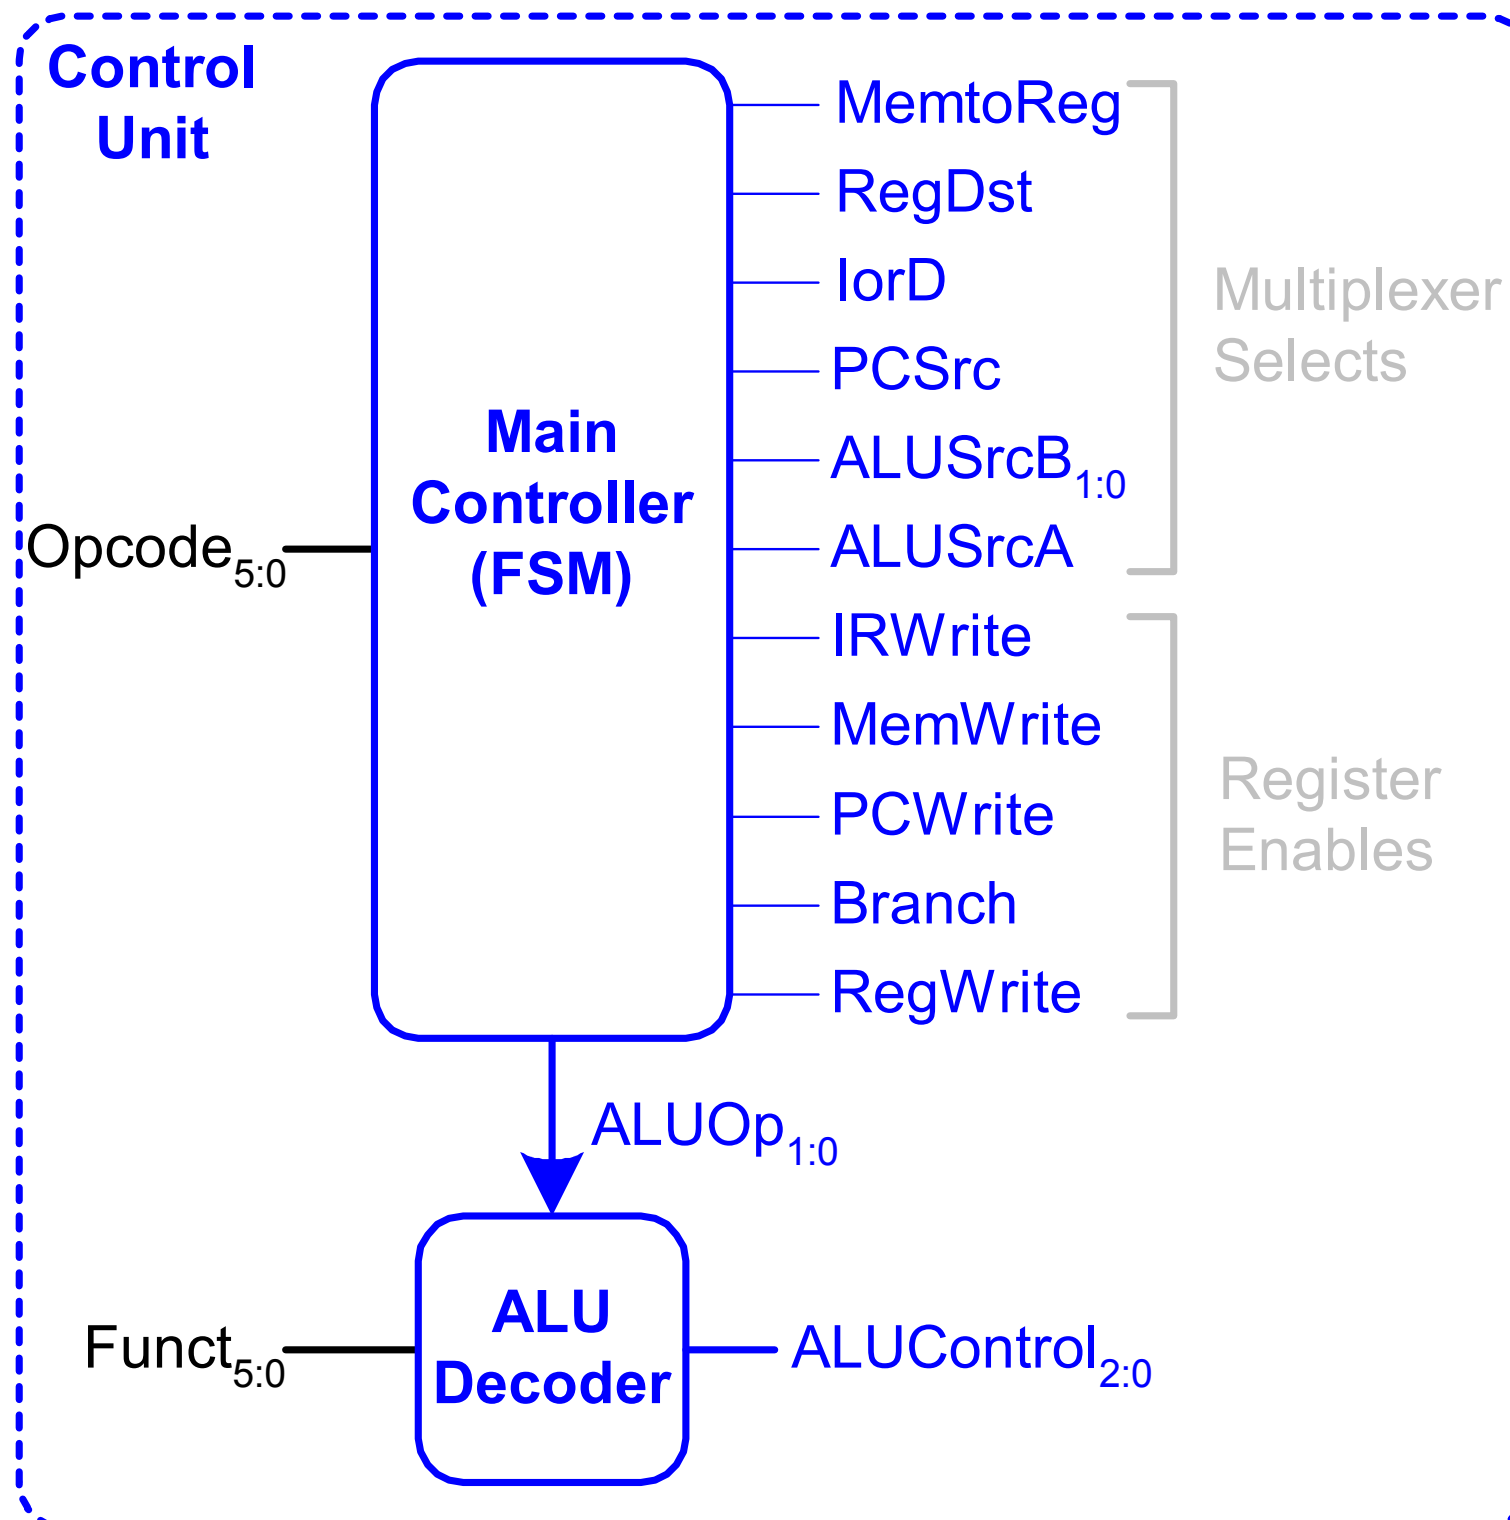 Control
Unit
MemtoReg
RegDst
IorD
Multiplexer
Selects
PCSrc
Main
Controller
(FSM)
ALUSrcB1:0
Opcode5:0
ALUSrcA
IRWrite
MemWrite
PCWrite
Register
Enables
Branch
RegWrite
ALUOp1:0
ALU
Decoder
Funct5:0
ALUControl2:0